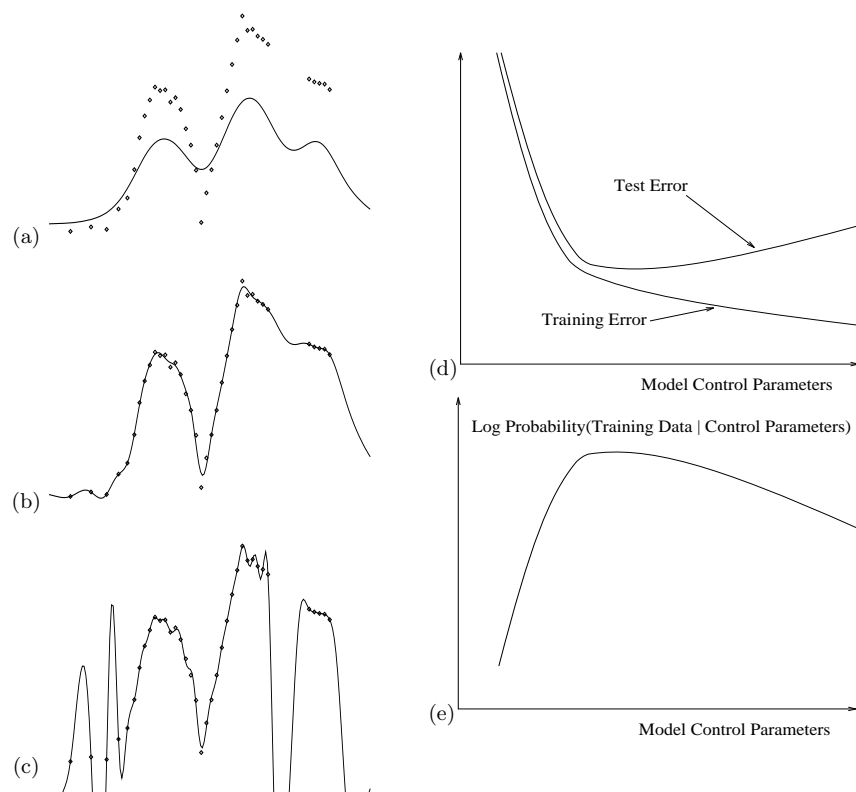 (a)
(b)
(c)
Test Error
Training Error
(d)
Model Control Parameters
Log Probability(Training Data | Control Parameters)
(e)
Model Control Parameters